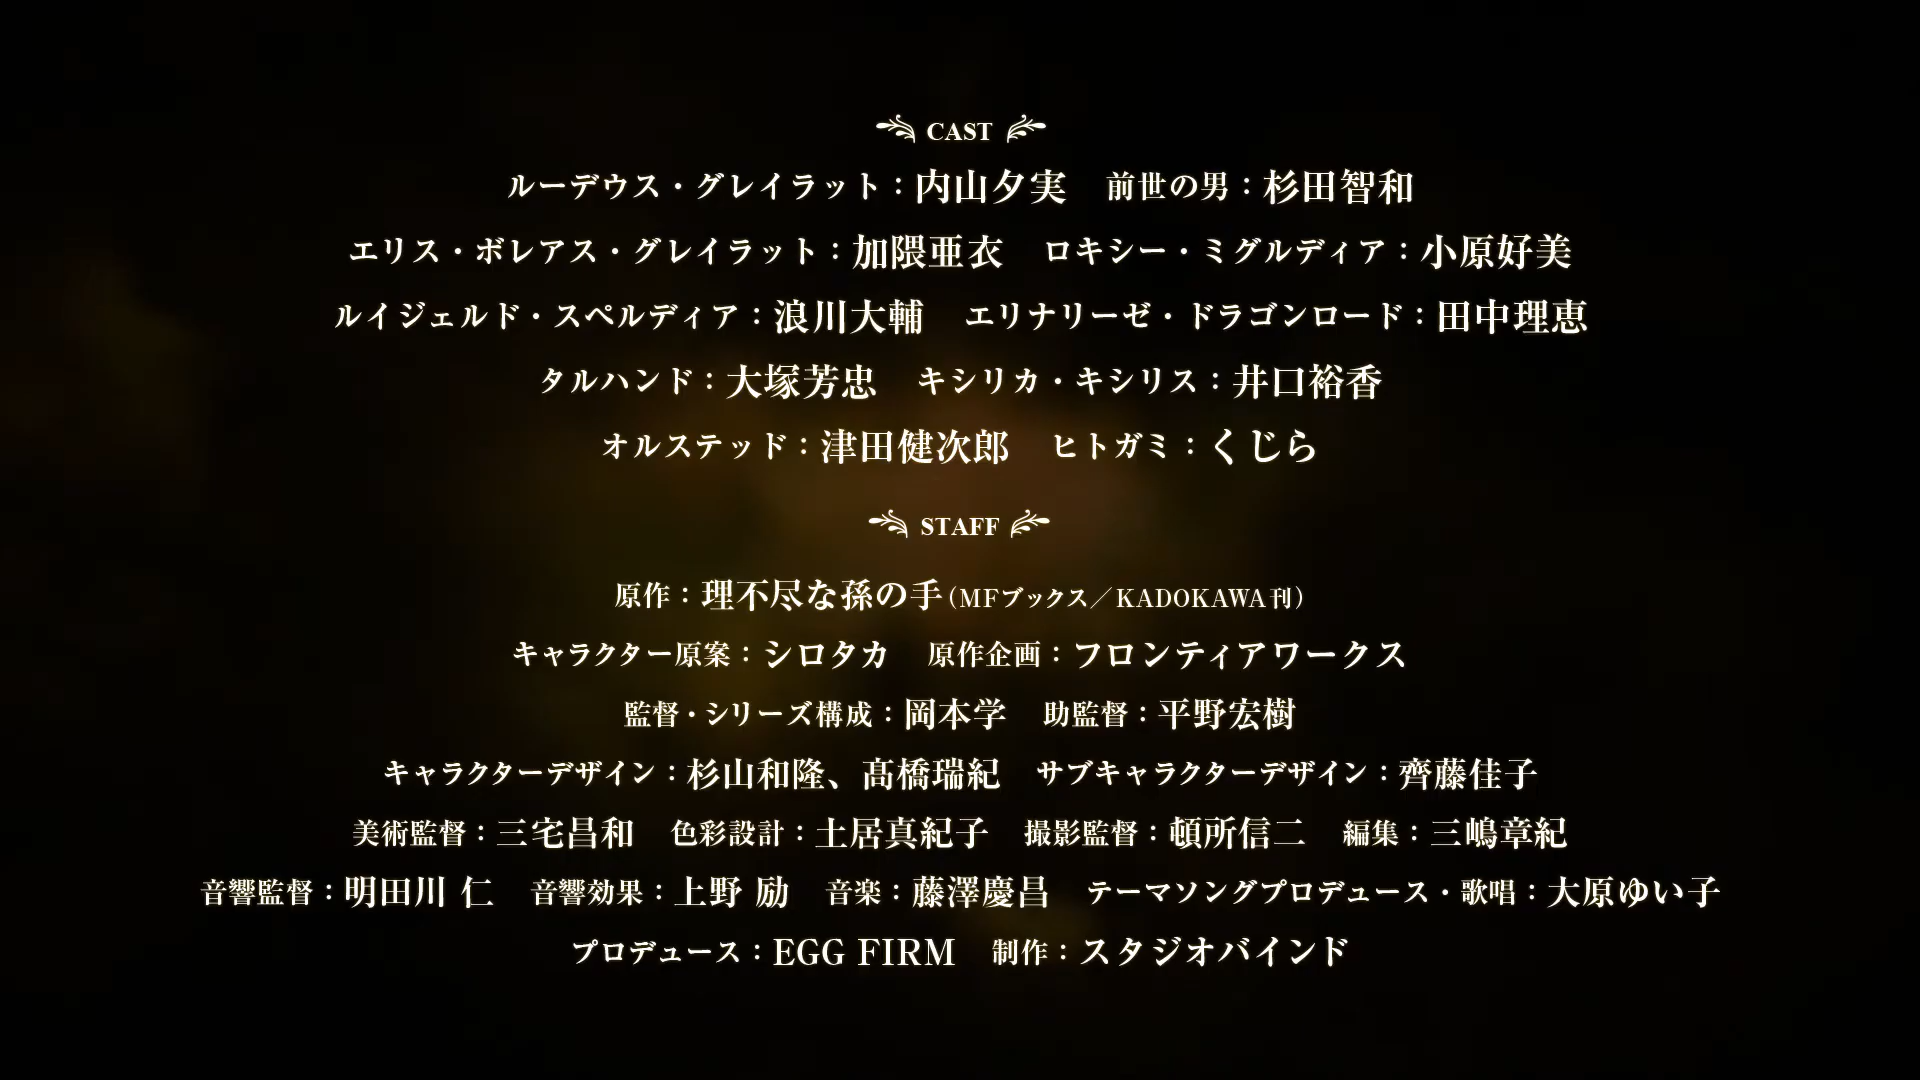 CAST
ルーデウス・グレイラット：内山夕実　前世の男：杉田智和
エリス・ボレアス・グレイラット：加隈亜衣　ロキシー・ミグルディア：小原好美
ルイジェルド・スペルディア：浪川大輔　エリナリーゼ・ドラゴンロード：田中理恵
タルハンド：大塚芳忠　キシリカ・キシリス：井口裕香
オルステッド：津田健次郎　ヒトガミ：くじら
STAFF
原作：理不尽な孫の手（MFブックス／KADOKAWA刊）
キャラクター原案：シロタカ　原作企画：フロンティアワークス
監督・シリーズ構成：岡本学　助監督：平野宏樹
キャラクターデザイン：杉山和隆、髙橋瑞紀　サブキャラクターデザイン：齊藤佳子
美術監督：三宅昌和　色彩設計：土居真紀子　撮影監督：頓所信二　編集：三嶋章紀
音響監督：明田川 仁　音響効果：上野 励　音楽：藤澤慶昌　テーマソングプロデュース・歌唱：大原ゆい子
プロデュース：EGG FIRM　制作：スタジオバインド